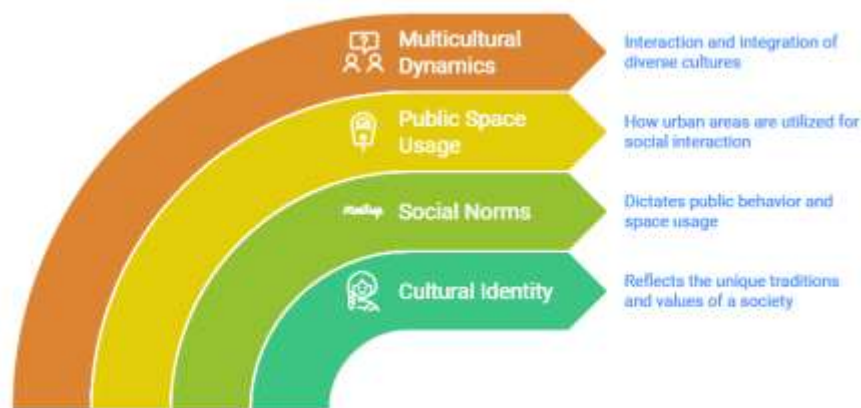 Multicultural
Dynamics
Interaction and integration of
diverse cultures
Public Space
Usage
How urban areas are utilized for
social interaction
Social Norms
Dictates public behavior and
space usage
Cultural Identity
Reflects the unique traditions
and values of a society